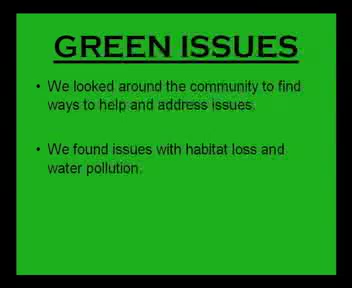 GREEN ISSUES
• We looked around the community to find
ways to help and address issues.
• We found issues with habitat loss and
water pollution.